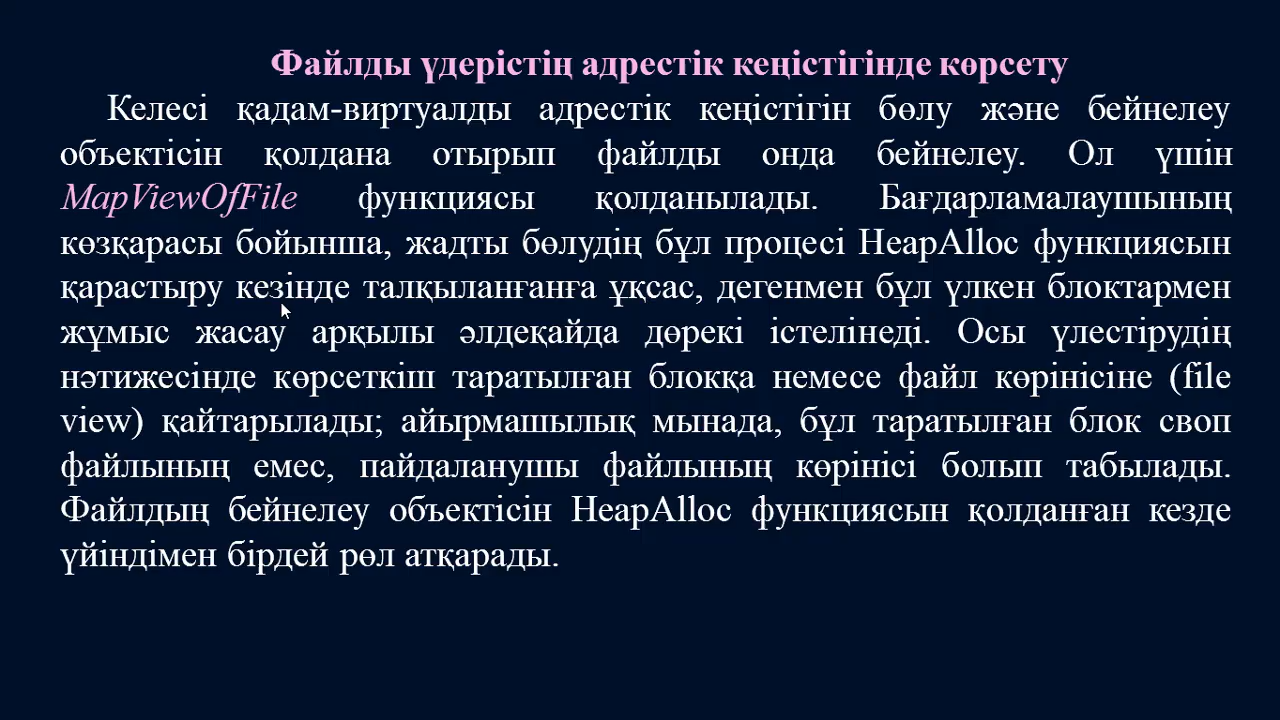 Файлды үдерістің адрестік кеңістігінде көрсету
Келесі қадам-виртуалды адрестік кеңістігін бөлу және бейнелеу
объектісін қолдана отырып файлды онда бейнелеу. Ол үшін
MapViewOfFile функциясы қолданылады. Бағдарламалаушының
көзқарасы бойынша, жадты бөлудің бұл процесі HeapAlloc функциясын
қарастыру кезінде талқыланғанға ұқсас, дегенмен бұл үлкен блоктармен
жұмыс жасау арқылы әлдеқайда дөрекі істелінеді. Осы үлестірудің
нәтижесінде көрсеткіш таратылған блокқа немесе файл көрінісіне (file
view) қайтарылады; айырмашылық мынада, бұл таратылған блок своп
файлының емес, пайдаланушы файлының көрінісі болып табылады.
Файлдың бейнелеу объектісін HeapAlloc функциясын қолданған кезде
үйіндімен бірдей рөл атқарады.